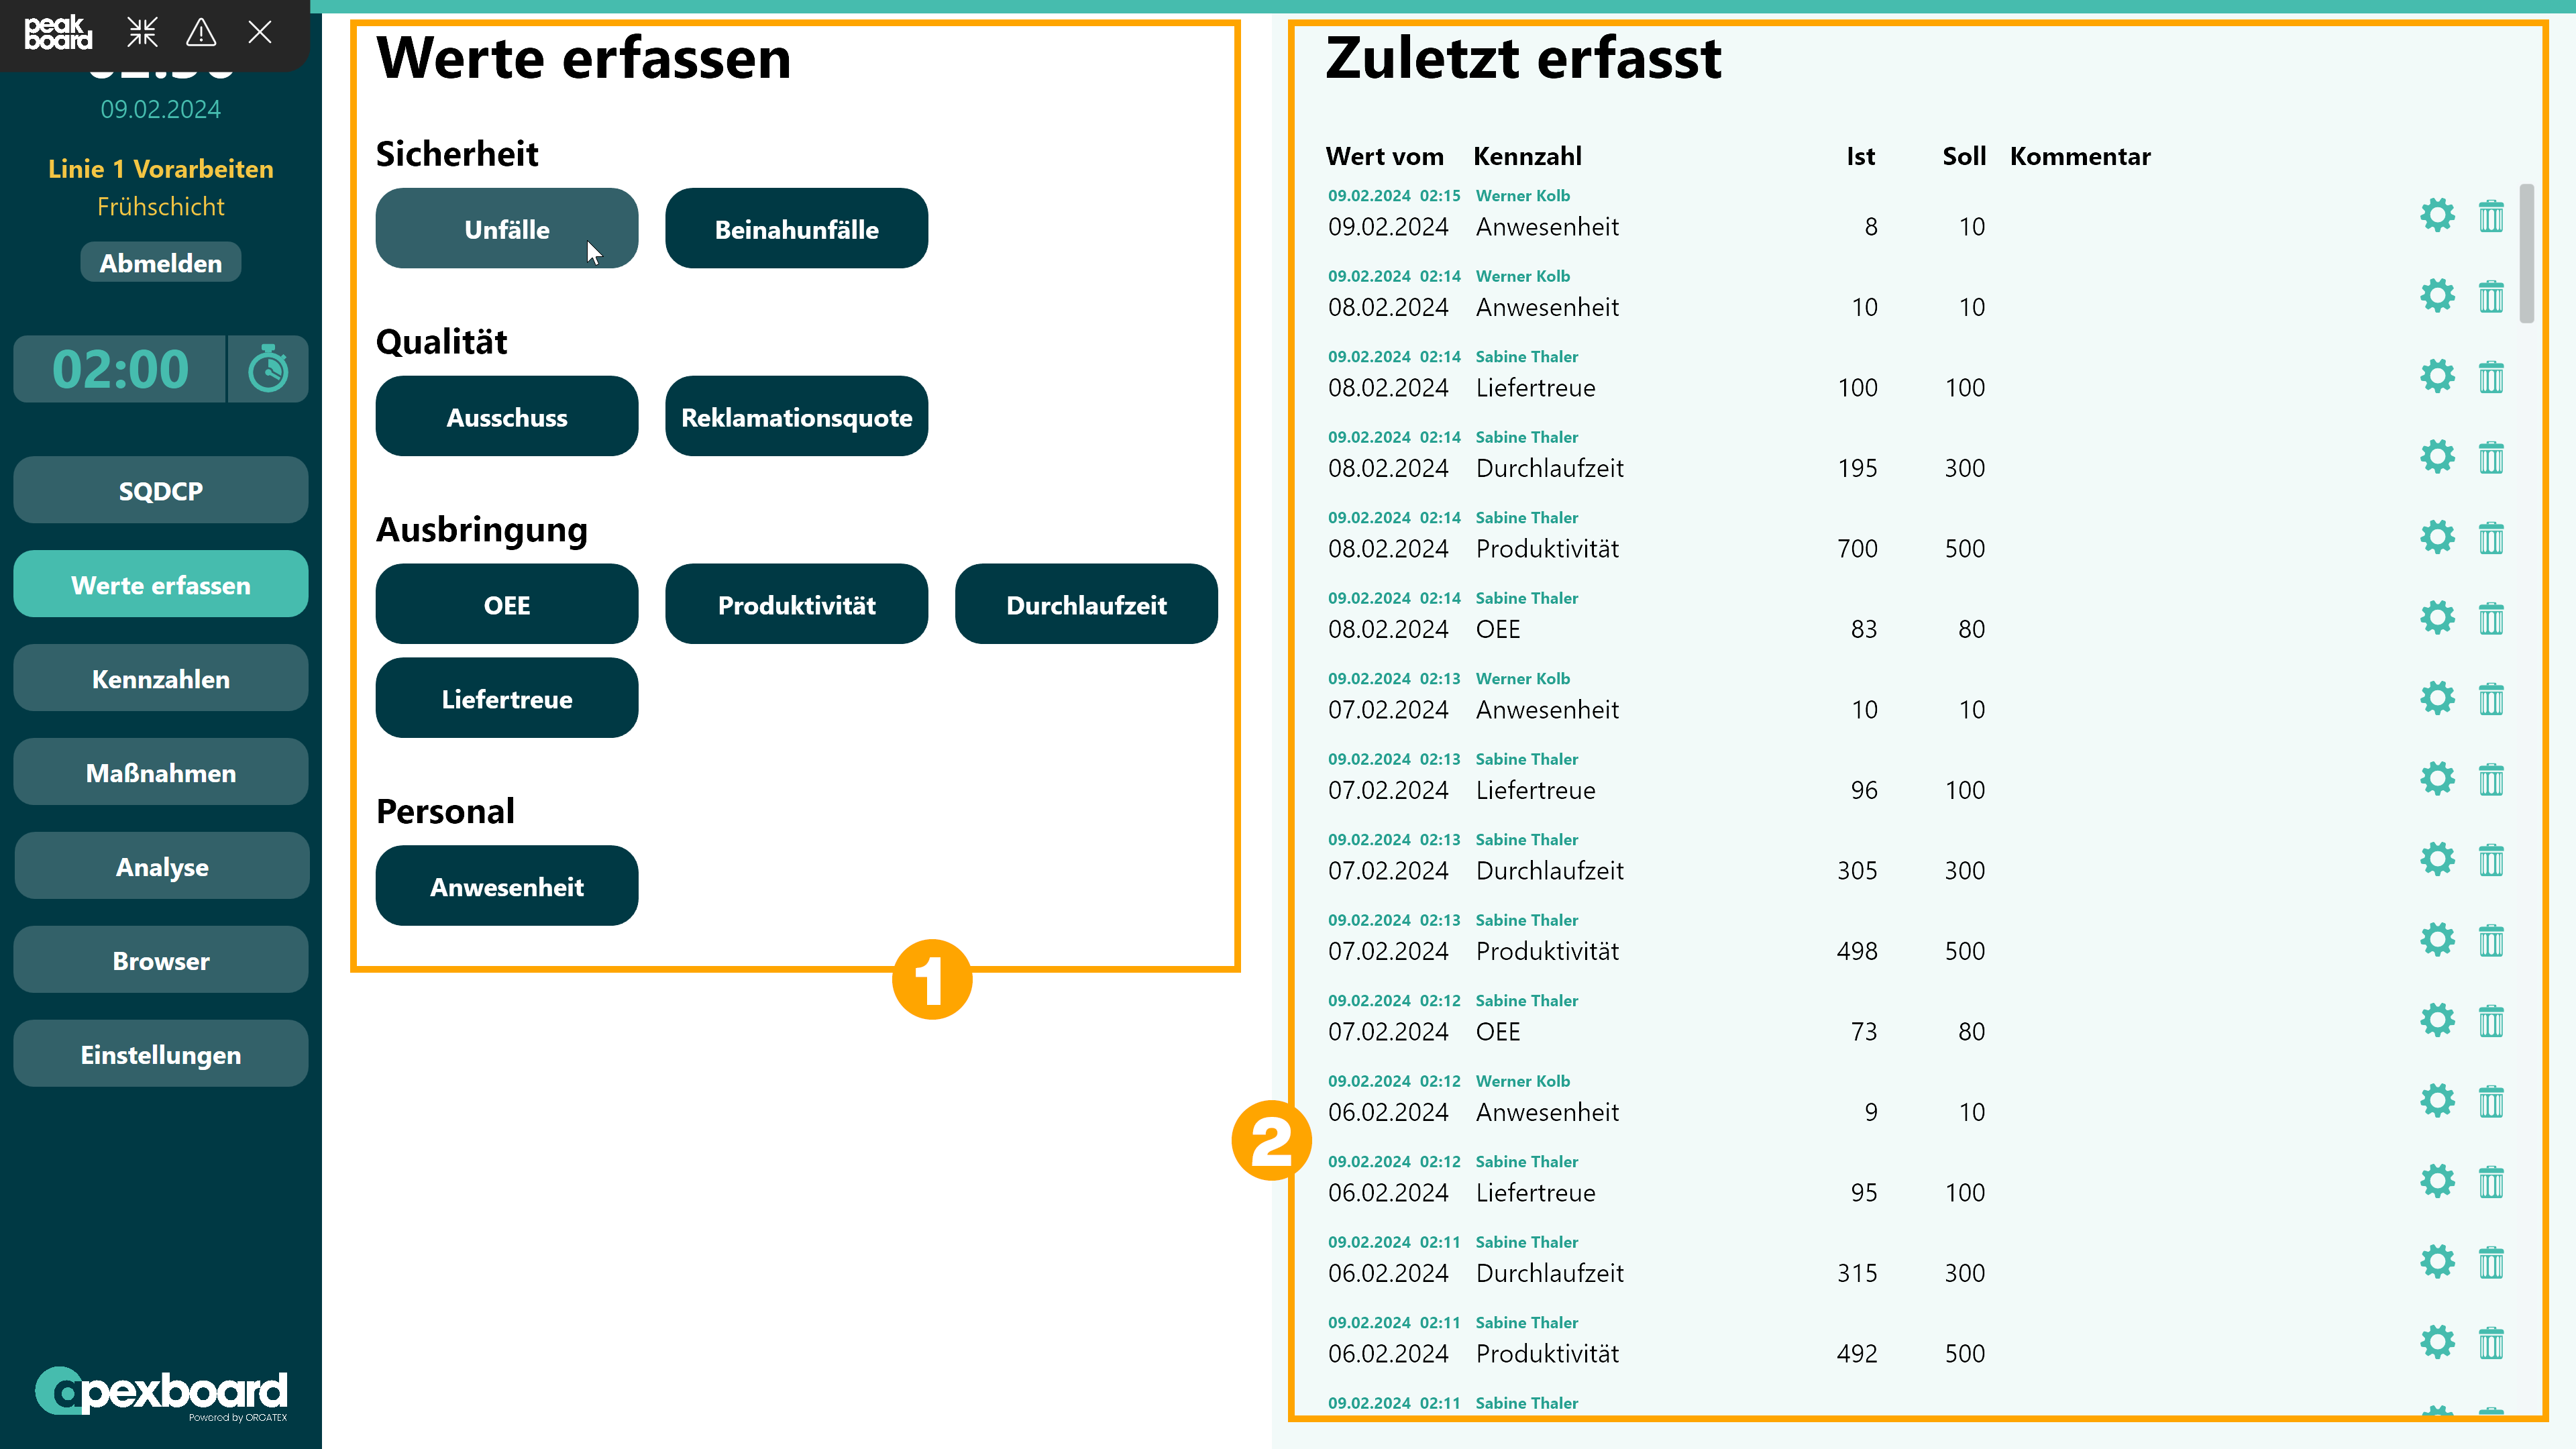 peak
board
09.02.2024
Linie 1 Vorarbeiten
Frühschicht
Abmelden
02:00
SQDCP
Werte erfassen
Kennzahlen
Maßnahmen
Analyse
Browser
Einstellungen
apexboard
Powered by ORCATEX
Werte erfassen
Sicherheit
Unfälle Beinahunfälle
Qualität
Ausschuss Reklamationsquote
Ausbringung
OEE Produktivität Durchlaufzeit
Liefertreue
Personal
Anwesenheit
1
2
Zuletzt erfasst
Wert vom Kennzahl Ist Soll Kommentar
09.02.2024 02:15 Werner Kolb
09.02.2024 Anwesenheit 8 10
09.02.2024 02:14 Werner Kolb
08.02.2024 Anwesenheit 10 10
09.02.2024 02:14 Sabine Thaler
08.02.2024 Liefertreue 100 100
09.02.2024 02:14 Sabine Thaler
08.02.2024 Durchlaufzeit 195 300
09.02.2024 02:14 Sabine Thaler
08.02.2024 Produktivität 700 500
09.02.2024 02:14 Sabine Thaler
08.02.2024 OEE 83 80
09.02.2024 02:13 Werner Kolb
07.02.2024 Anwesenheit 10 10
09.02.2024 02:13 Sabine Thaler
07.02.2024 Liefertreue 96 100
09.02.2024 02:13 Sabine Thaler
07.02.2024 Durchlaufzeit 305 300
09.02.2024 02:13 Sabine Thaler
07.02.2024 Produktivität 498 500
09.02.2024 02:12 Sabine Thaler
07.02.2024 OEE 73 80
09.02.2024 02:12 Werner Kolb
06.02.2024 Anwesenheit 9 10
09.02.2024 02:12 Sabine Thaler
06.02.2024 Liefertreue 95 100
09.02.2024 02:11 Sabine Thaler
06.02.2024 Durchlaufzeit 315 300
09.02.2024 02:11 Sabine Thaler
06.02.2024 Produktivität 492 500
09.02.2024 02:11 Sabine Thaler